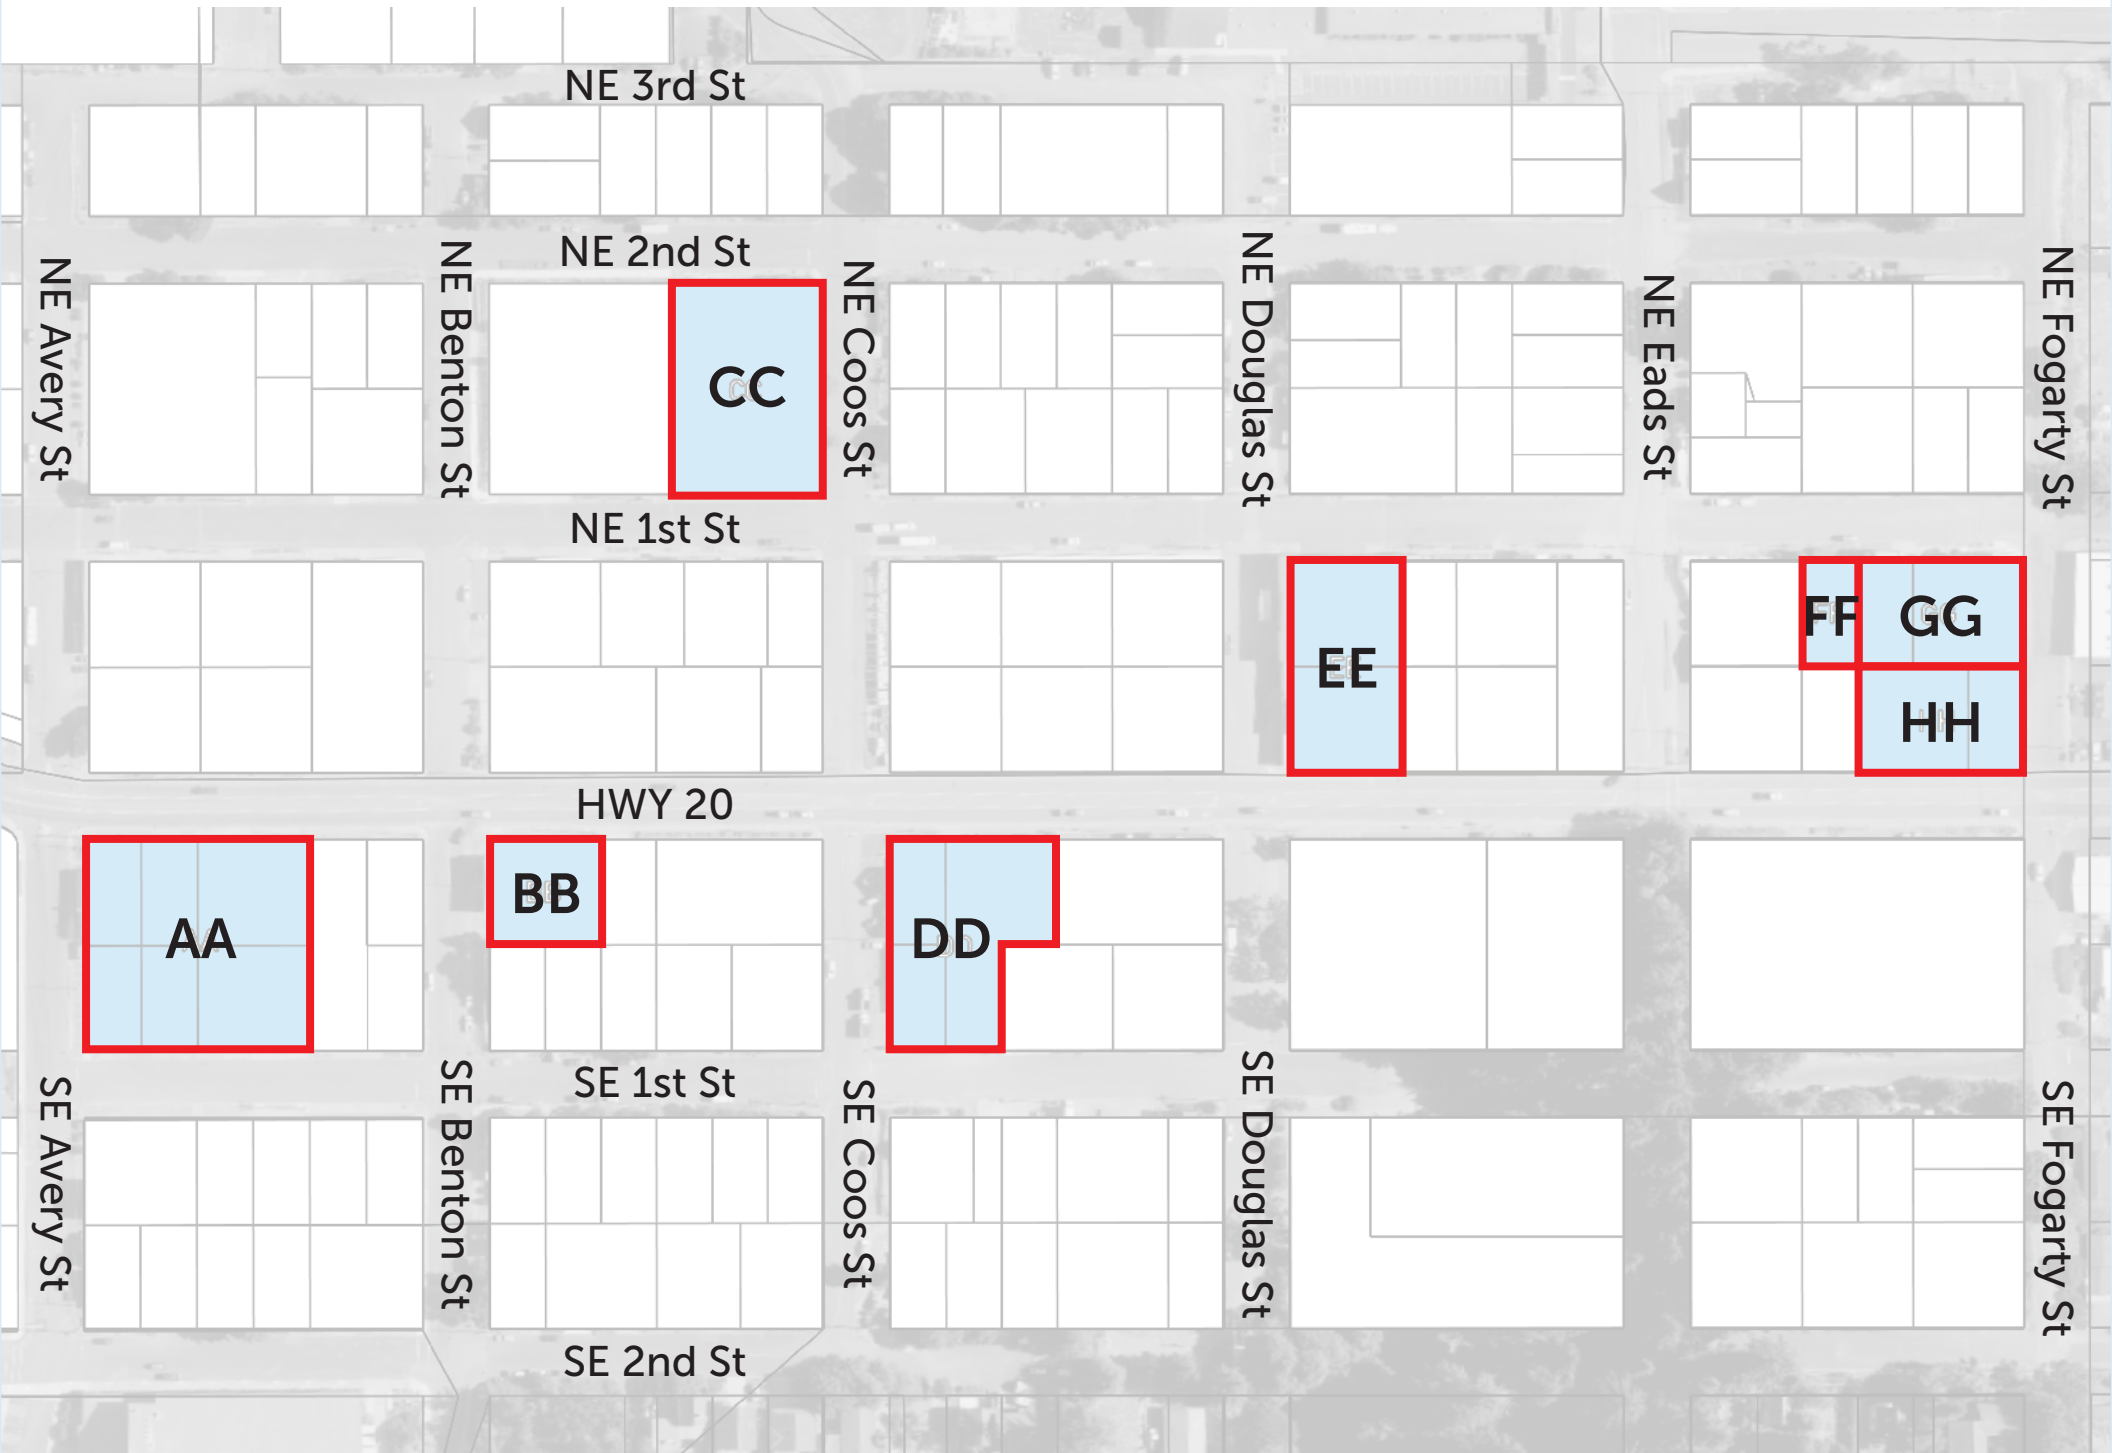 NE 3rd St
NE 2nd St
NE Avery St
NE Benton St
CC
NE Coos St
NE Douglas St
NE Eads St
NE Fogarty St
NE 1st St
EE
FF
GG
HH
HWY 20
AA
BB
DD
SE 1st St
SE Avery St
SE Benton St
SE Coos St
SE Douglas St
SE Fogarty St
SE 2nd St